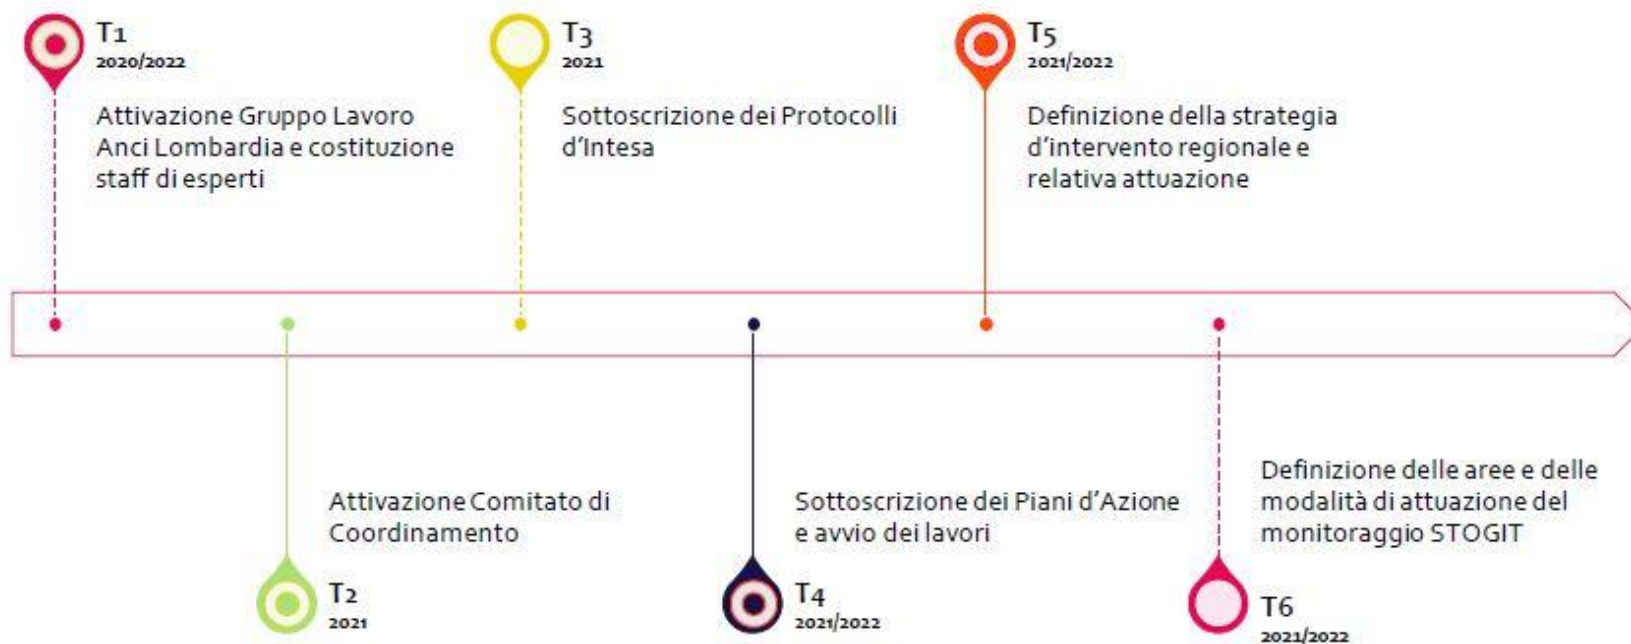 T1
2020/2022
Attivazione Gruppo Lavoro
Anci Lombardia e costituzione
staff di esperti
T3
2021
Sottoscrizione dei Protocolli
d'Intesa
T5
2021/2022
Definizione della strategia
d'intervento regionale e
relativa attuazione
Attivazione Comitato di
Coordinamento
T2
2021
Sottoscrizione dei Piani d'Azione
e avvio dei lavori
T4
2021/2022
Definizione delle aree e delle
modalità di attuazione del
monitoraggio STOGIT
T6
2021/2022